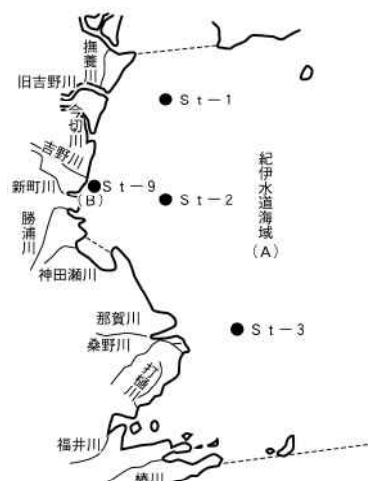 撫養川
旧吉野川
今切川
吉野川
新町川
勝浦川
神田瀬川
那賀川
桑野川
打樋川
福井川
椿川
St－1
St－9
(B)
St－2
St－3
紀伊水道海域
(A)